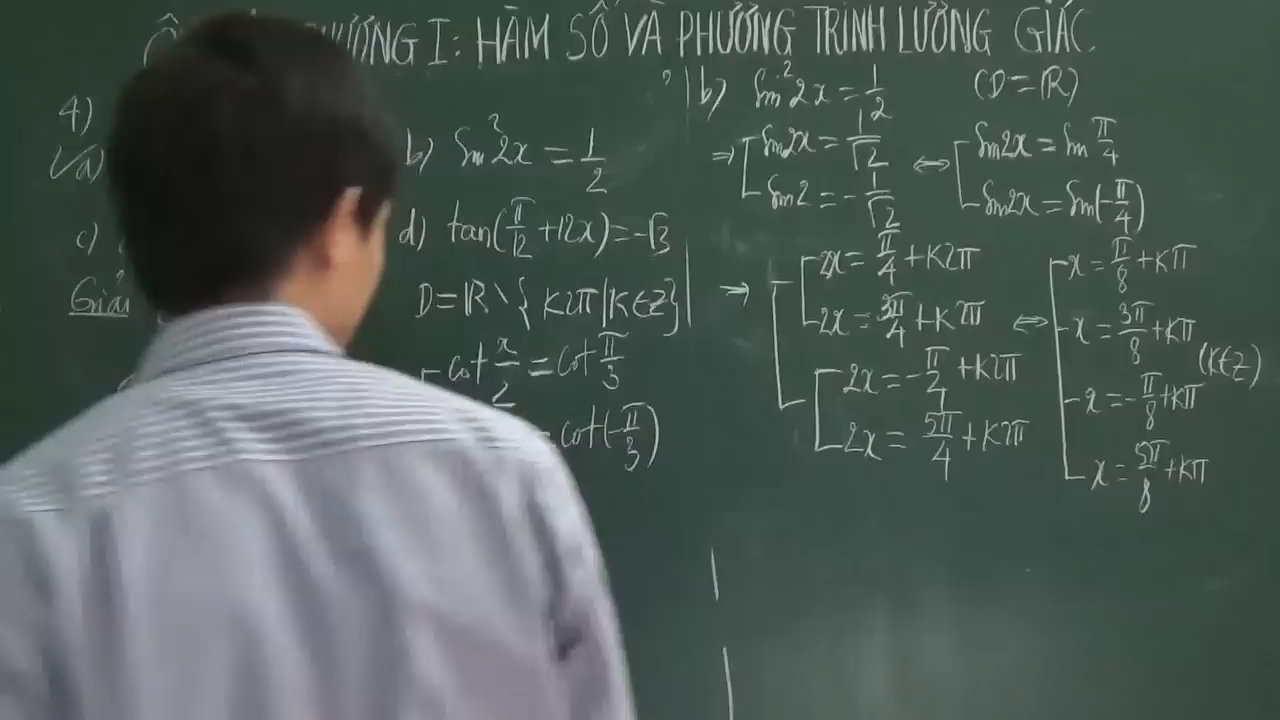 ƯƠNG I: HÀM SỐ VÀ PHƯƠNG TRÌNH LƯỢNG GIÁC.
4)
a)
b) sin²2x = 1/2
c)
d) tan(π/12 + 12x) = -√3
Giải
D = ℝ \ { k2π | k ∈ Z }
cot x/2 = cot π/3
= cot(-π/3)
b) sin²2x = 1/2 (D = ℝ)
⇒ [ sin2x = 1/√2 ⇔ [ sin2x = sin π/4
sin2 = -1/√2 sin2x = sin(-π/4)
⇒ 2x = π/4 + k2π
2x = 3π/4 + k2π
2x = -π/4 + k2π
2x = 5π/4 + k2π
⇔ x = π/8 + kπ
x = 3π/8 + kπ
x = -π/8 + kπ (k ∈ Z)
x = 5π/8 + kπ